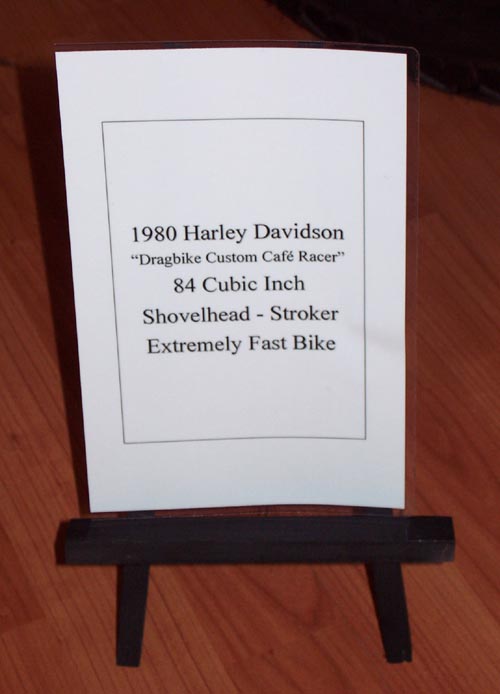 1980 Harley Davidson
“Dragbike Custom Café Racer”
84 Cubic Inch
Shovelhead - Stroker
Extremely Fast Bike